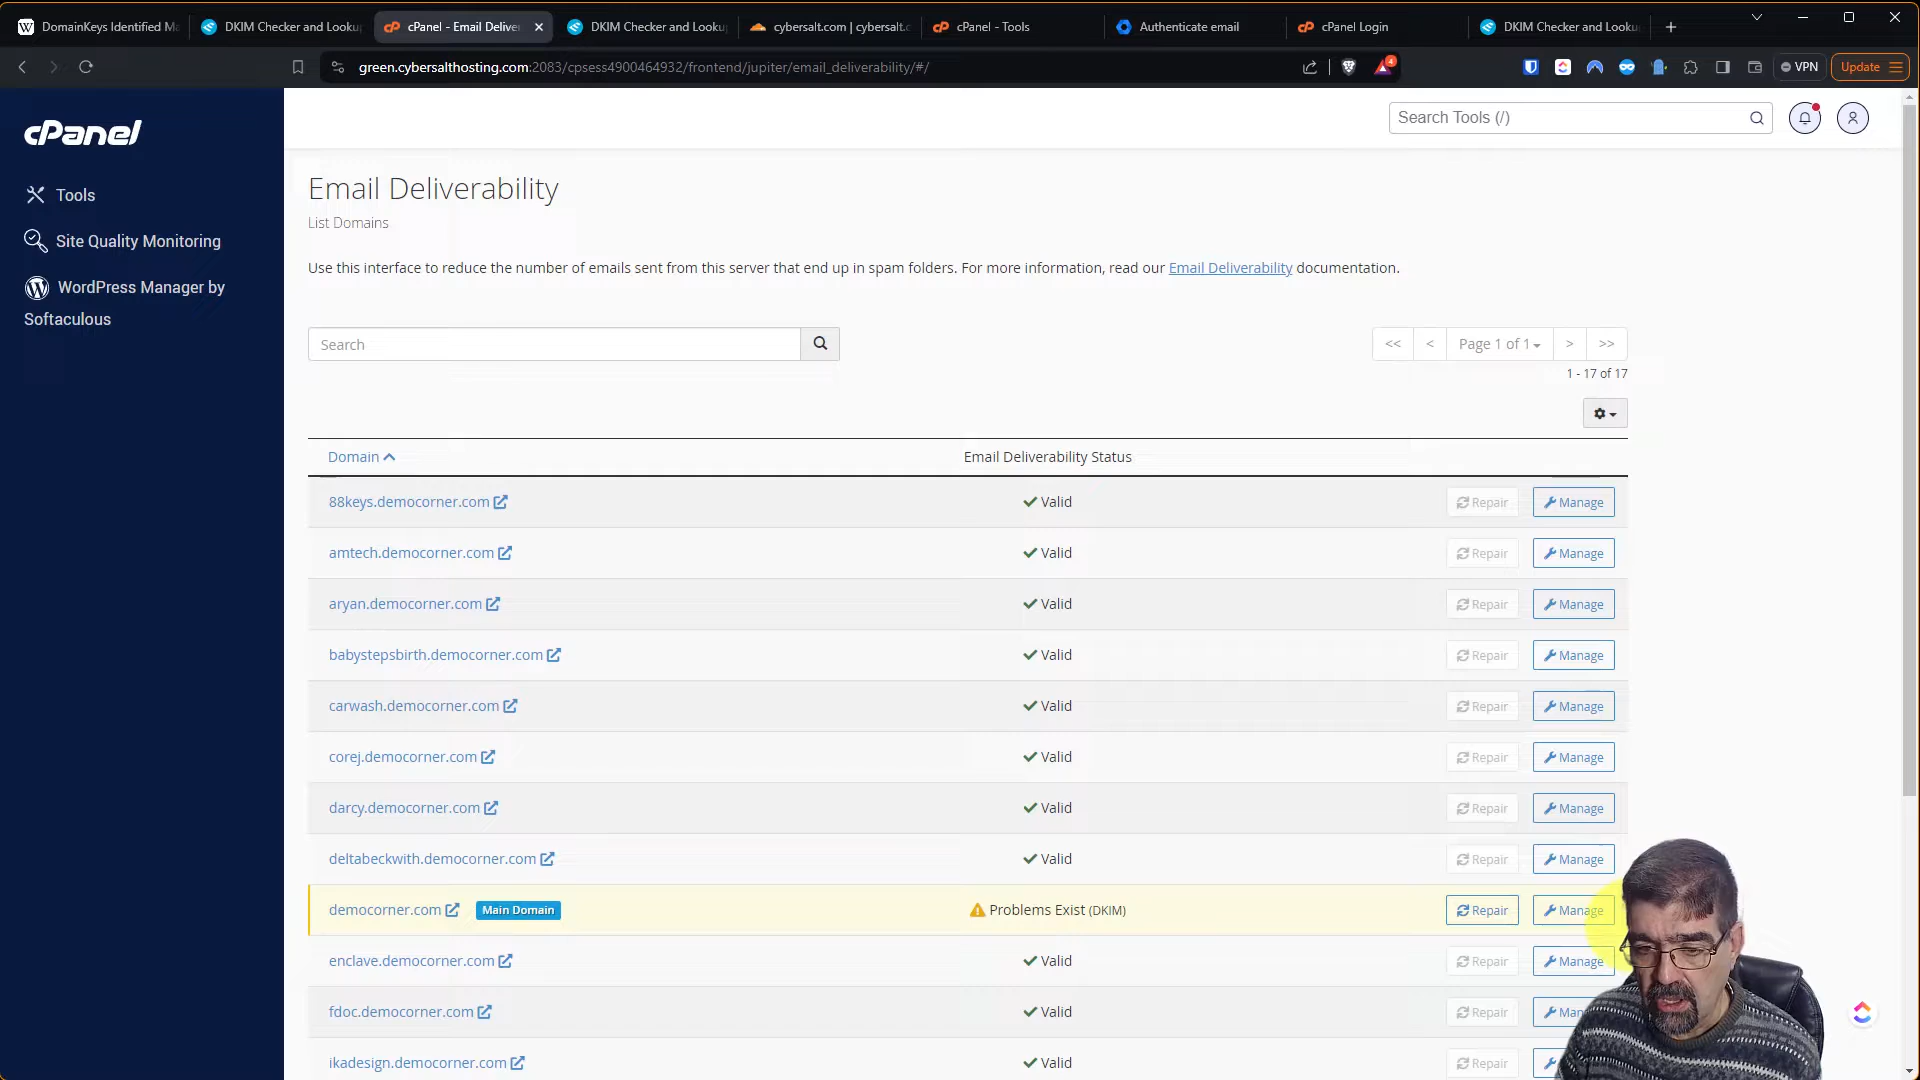 DomainKeys Identified Ma
DKIM Checker and Looku
cPanel - Email Deliver
DKIM Checker and Looku
cybersalt.com | cybersalt.c
cPanel - Tools
Authenticate email
cPanel Login
DKIM Checker and Looku
green.cybersalthosting.com:2083/cpsess4900464932/frontend/jupiter/email_deliverability/#/
4
VPN
Update
cPanel
Search Tools (/)
Tools
Site Quality Monitoring
WordPress Manager by
Softaculous
Email Deliverability
List Domains
Use this interface to reduce the number of emails sent from this server that end up in spam folders. For more information, read our Email Deliverability documentation.
Search
<< < Page 1 of 1 > >>
1 - 17 of 17
Domain Email Deliverability Status
88keys.democorner.com Valid Repair Manage
amtech.democorner.com Valid Repair Manage
aryan.democorner.com Valid Repair Manage
babystepsbirth.democorner.com Valid Repair Manage
carwash.democorner.com Valid Repair Manage
corej.democorner.com Valid Repair Manage
darcy.democorner.com Valid Repair Manage
deltabeckwith.democorner.com Valid Repair Manage
democorner.com Main Domain Problems Exist (DKIM) Repair Manage
enclave.democorner.com Valid Repair Manage
fdoc.democorner.com Valid Repair Man
ikadesign.democorner.com Valid Repair